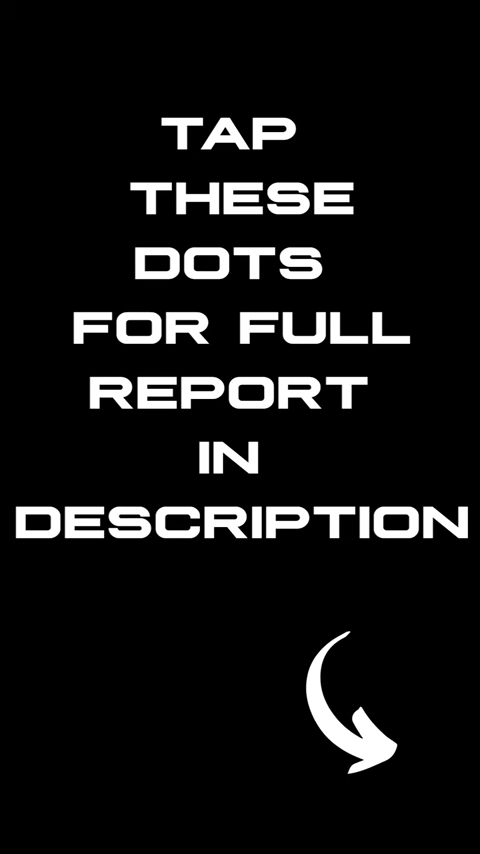 TAP
THESE
DOTS
FOR FULL
REPORT
IN
DESCRIPTION